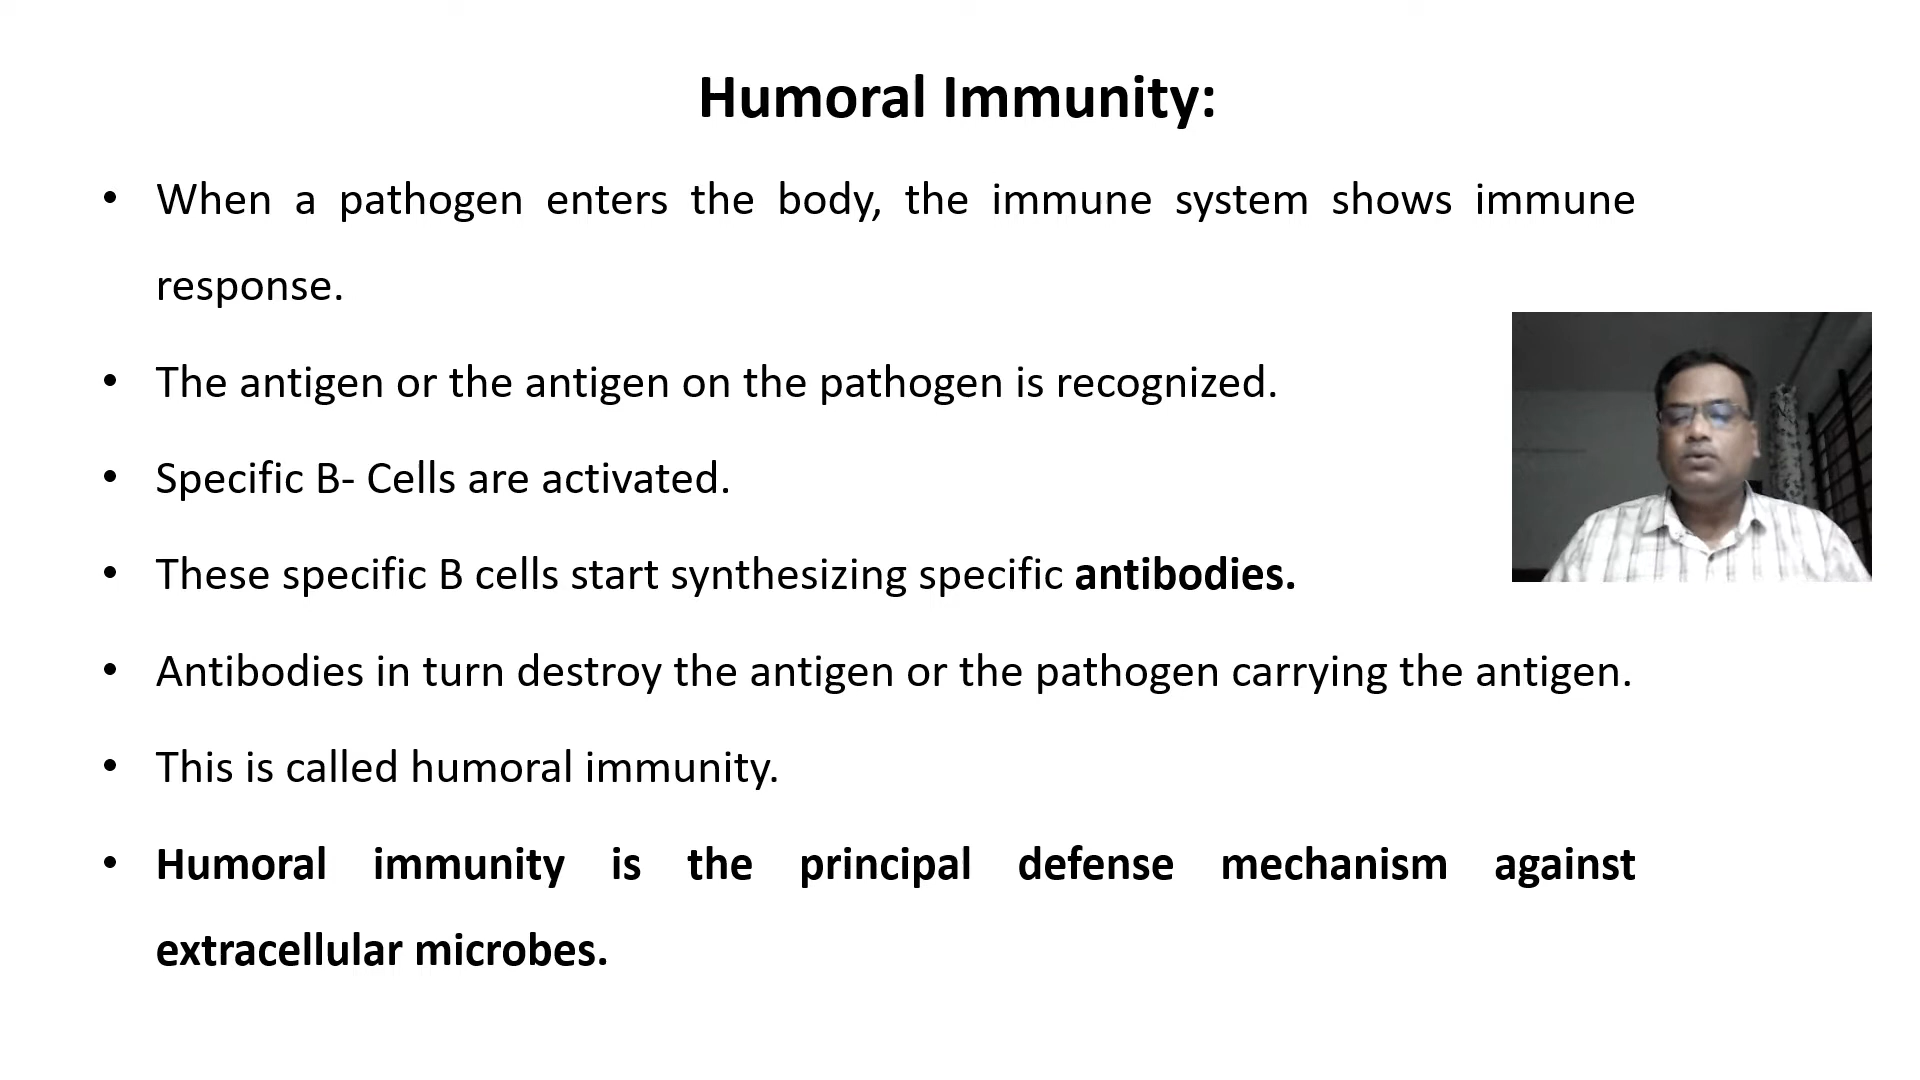 Humoral Immunity:
• When a pathogen enters the body, the immune system shows immune
response.
• The antigen or the antigen on the pathogen is recognized.
• Specific B- Cells are activated.
• These specific B cells start synthesizing specific antibodies.
• Antibodies in turn destroy the antigen or the pathogen carrying the antigen.
• This is called humoral immunity.
• Humoral immunity is the principal defense mechanism against
extracellular microbes.